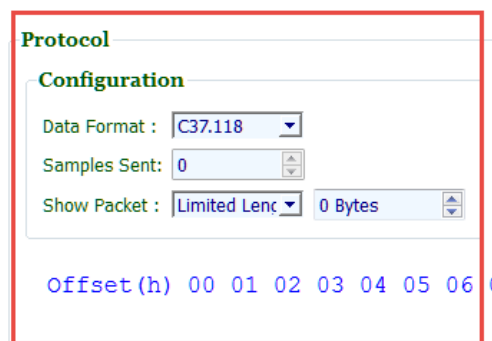 Protocol
Configuration
Data Format : C37.118
Samples Sent: 0
Show Packet : Limited Leng 0 Bytes
Offset(h) 00 01 02 03 04 05 06